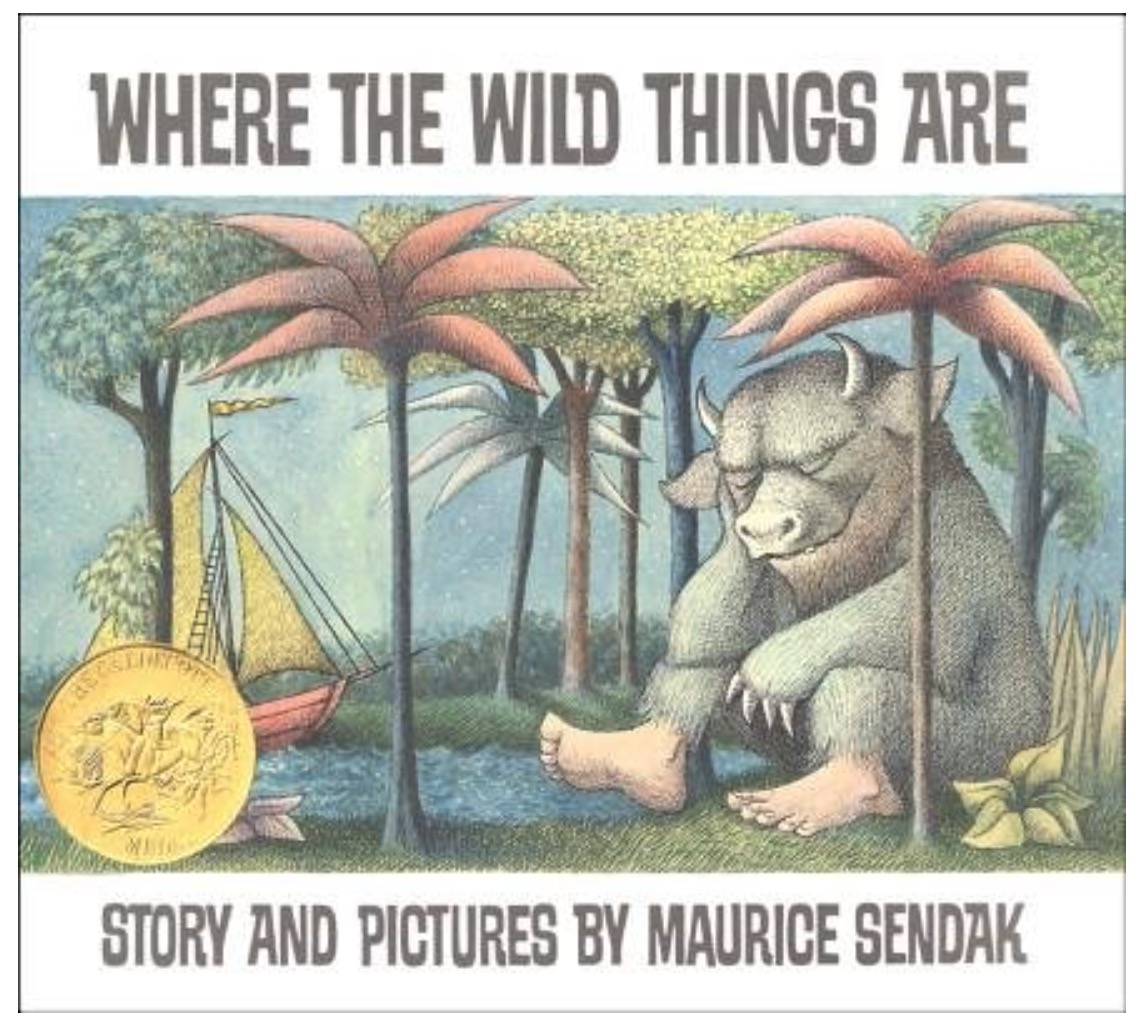 WHERE THE WILD THINGS ARE
STORY AND PICTURES BY MAURICE SENDAK